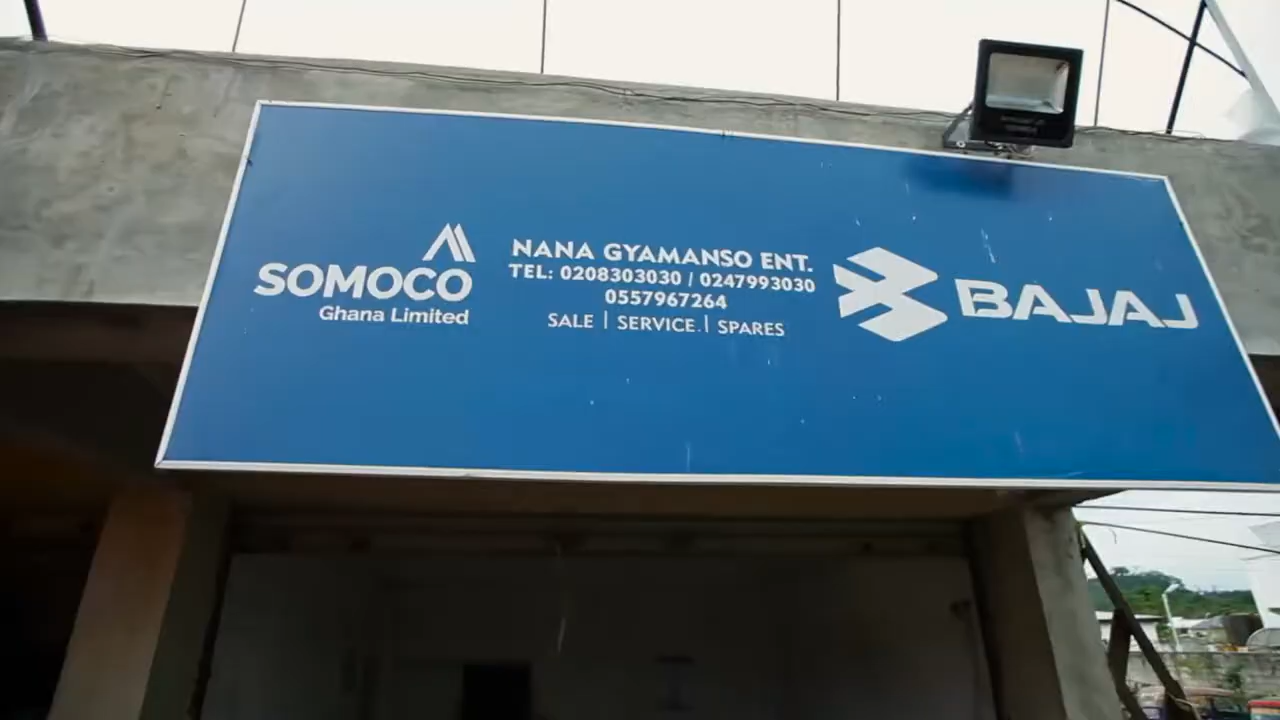 SOMOCO
Ghana Limited
NANA GYAMANSO ENT.
TEL: 0208303030 / 0247993030
0557967264
SALE | SERVICE | SPARES
BAJAJ